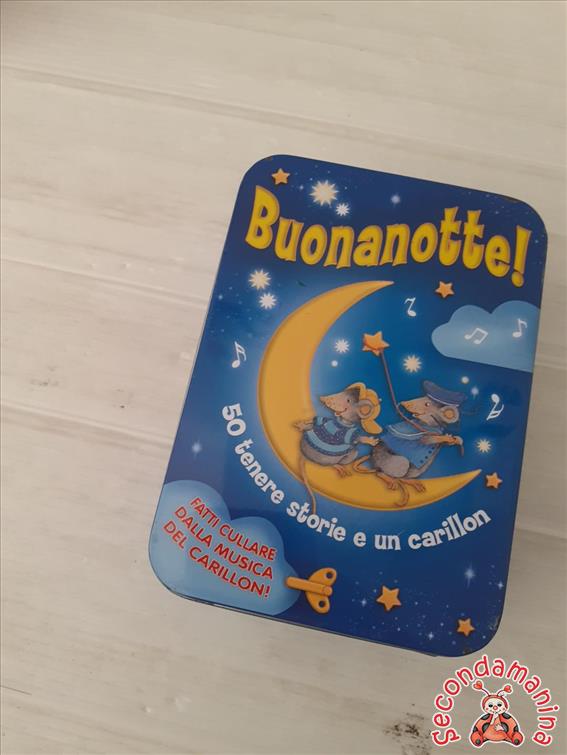 Buonanotte!
50 tenere storie e un carillon
FATTI CULLARE
DALLA MUSICA
DEL CARILLON!
Secondamanina